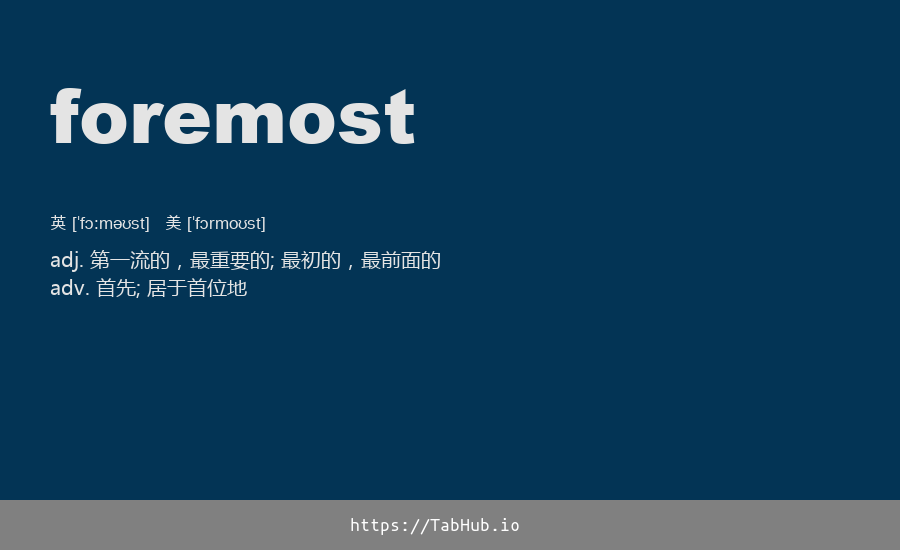 foremost
英 [ˈfɔːməʊst] 美 [ˈfɔrmoʊst]
adj. 第一流的，最重要的; 最初的，最前面的
adv. 首先; 居于首位地
https://TabHub.io